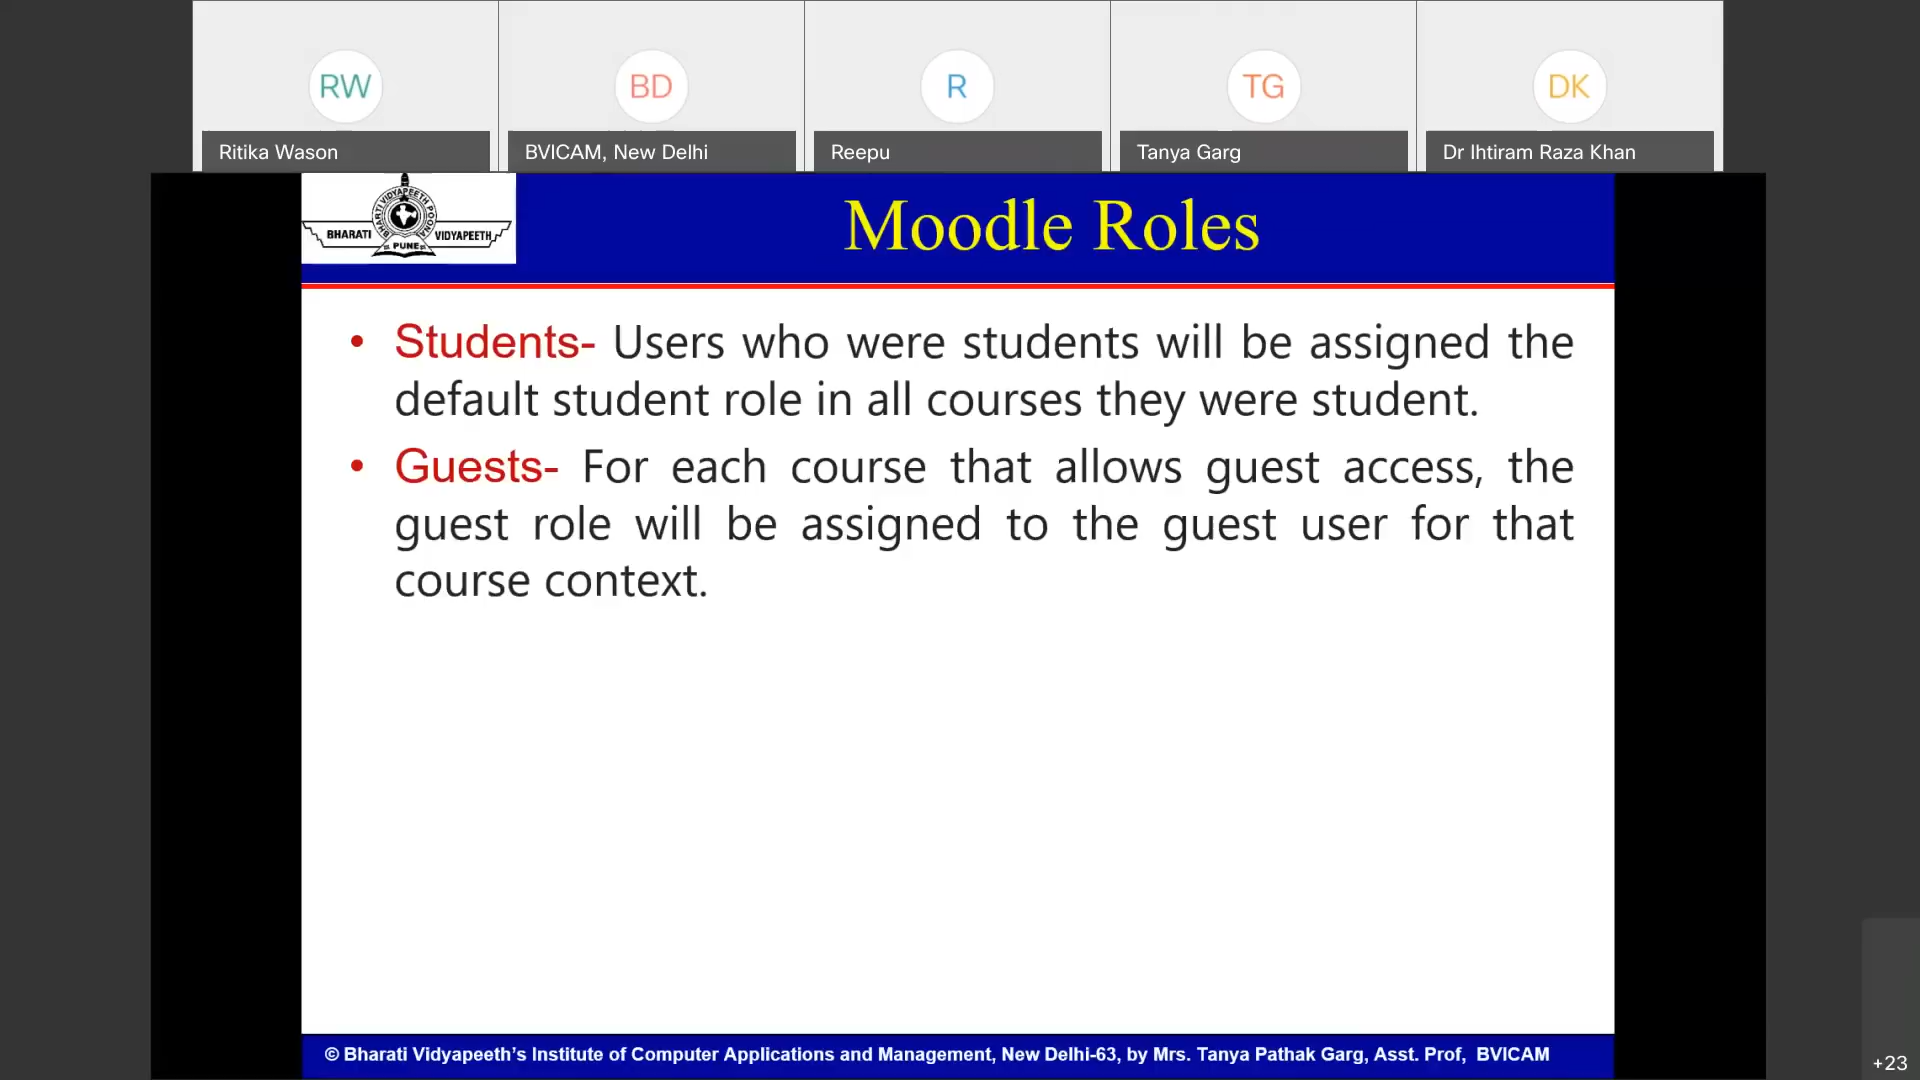 RW
BD
R
TG
DK
Ritika Wason
BVICAM, New Delhi
Reepu
Tanya Garg
Dr Ihtiram Raza Khan
BHARATI VIDYAPEETH POONA
BHARATI
VIDYAPEETH
PUNE
Moodle Roles
• Students- Users who were students will be assigned the
default student role in all courses they were student.
• Guests- For each course that allows guest access, the
guest role will be assigned to the guest user for that
course context.
© Bharati Vidyapeeth’s Institute of Computer Applications and Management, New Delhi-63, by Mrs. Tanya Pathak Garg, Asst. Prof, BVICAM
+23